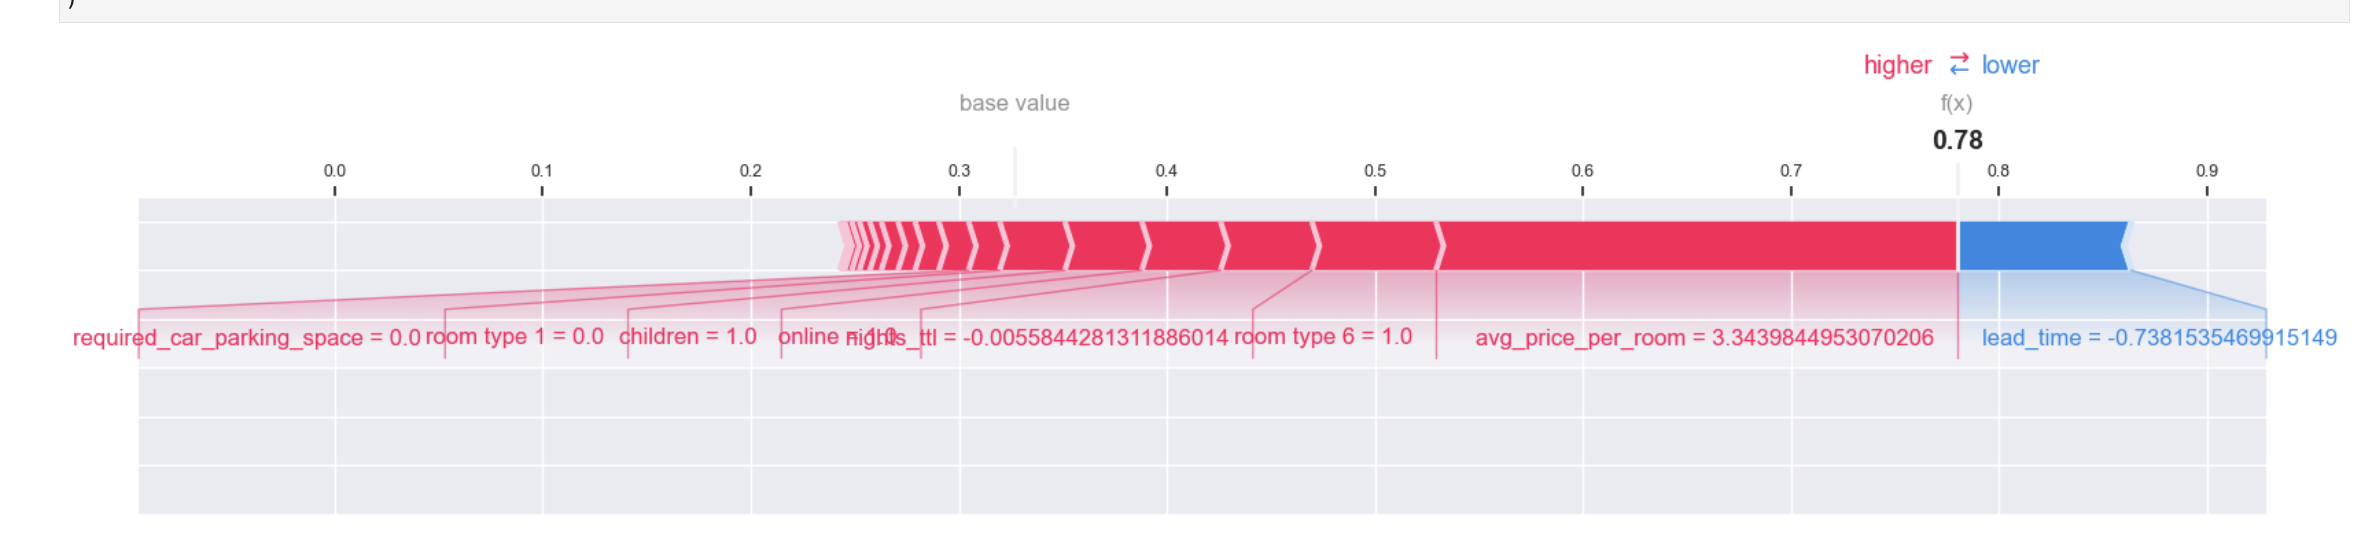 )
higher ⇄ lower
base value
f(x)
0.78
0.0 0.1 0.2 0.3 0.4 0.5 0.6 0.7 0.8 0.9
required_car_parking_space = 0.0 room type 1 = 0.0 children = 1.0 online = 1.0 nights_ttl = -0.0055844281311886014 room type 6 = 1.0 avg_price_per_room = 3.3439844953070206 lead_time = -0.7381535469915149